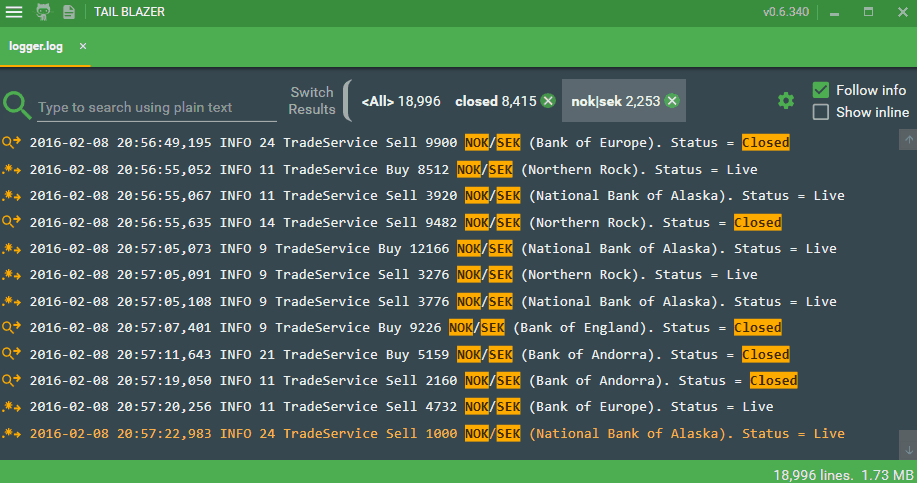 TAIL BLAZER v0.6.340
logger.log ×
Type to search using plain text
Switch
Results
<All> 18,996 closed 8,415 nok|sek 2,253
Follow info
Show inline
2016-02-08 20:56:49,195 INFO 24 TradeService Sell 9900 NOK/SEK (Bank of Europe). Status = Closed
2016-02-08 20:56:55,052 INFO 11 TradeService Buy 8512 NOK/SEK (Northern Rock). Status = Live
2016-02-08 20:56:55,067 INFO 11 TradeService Sell 3920 NOK/SEK (National Bank of Alaska). Status = Live
2016-02-08 20:56:55,635 INFO 14 TradeService Sell 9482 NOK/SEK (Northern Rock). Status = Closed
2016-02-08 20:57:05,073 INFO 9 TradeService Buy 12166 NOK/SEK (National Bank of Alaska). Status = Live
2016-02-08 20:57:05,091 INFO 9 TradeService Sell 3276 NOK/SEK (Northern Rock). Status = Live
2016-02-08 20:57:05,108 INFO 9 TradeService Sell 3776 NOK/SEK (National Bank of Alaska). Status = Live
2016-02-08 20:57:07,401 INFO 9 TradeService Buy 9226 NOK/SEK (Bank of England). Status = Closed
2016-02-08 20:57:11,643 INFO 21 TradeService Buy 5159 NOK/SEK (Bank of Andorra). Status = Closed
2016-02-08 20:57:19,050 INFO 11 TradeService Sell 2160 NOK/SEK (Bank of Andorra). Status = Closed
2016-02-08 20:57:20,256 INFO 11 TradeService Sell 4732 NOK/SEK (Bank of Europe). Status = Live
2016-02-08 20:57:22,983 INFO 24 TradeService Sell 1000 NOK/SEK (National Bank of Alaska). Status = Live
18,996 lines. 1.73 MB